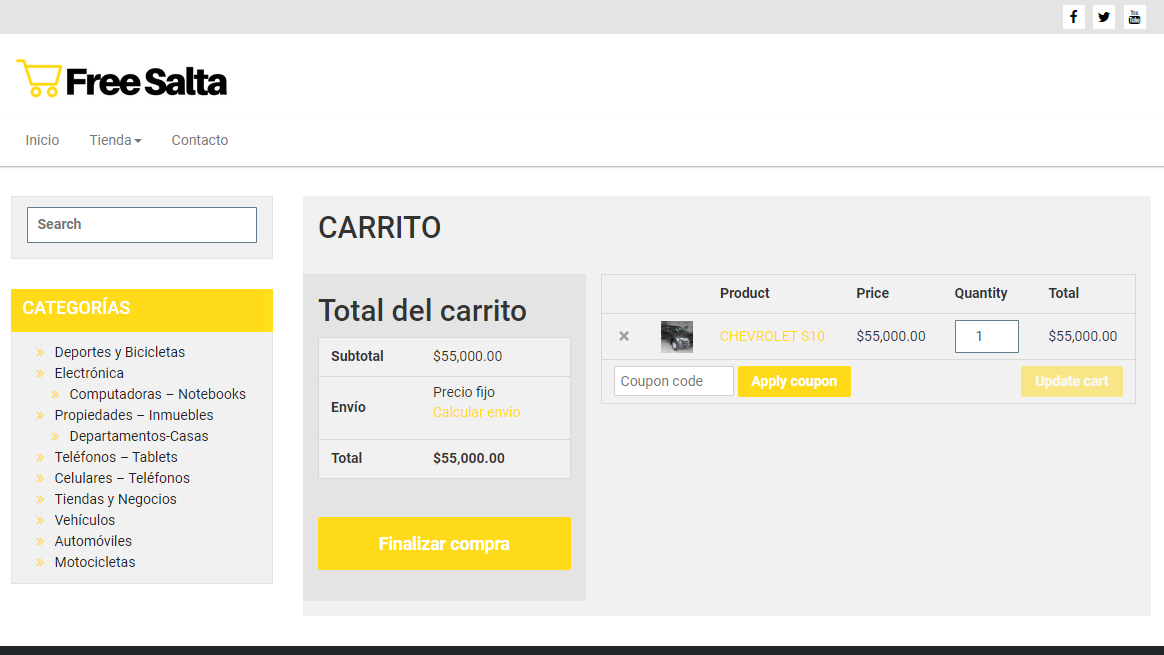 You Tube
Free Salta
Inicio Tienda Contacto
Search
CATEGORÍAS
Deportes y Bicicletas
Electrónica
Computadoras – Notebooks
Propiedades – Inmuebles
Departamentos-Casas
Teléfonos – Tablets
Celulares – Teléfonos
Tiendas y Negocios
Vehículos
Automóviles
Motocicletas
CARRITO
Total del carrito
Subtotal $55,000.00
Envío Precio fijo
Calcular envío
Total $55,000.00
Finalizar compra
Product Price Quantity Total
× CHEVROLET S10 $55,000.00 1 $55,000.00
Coupon code Apply coupon Update cart